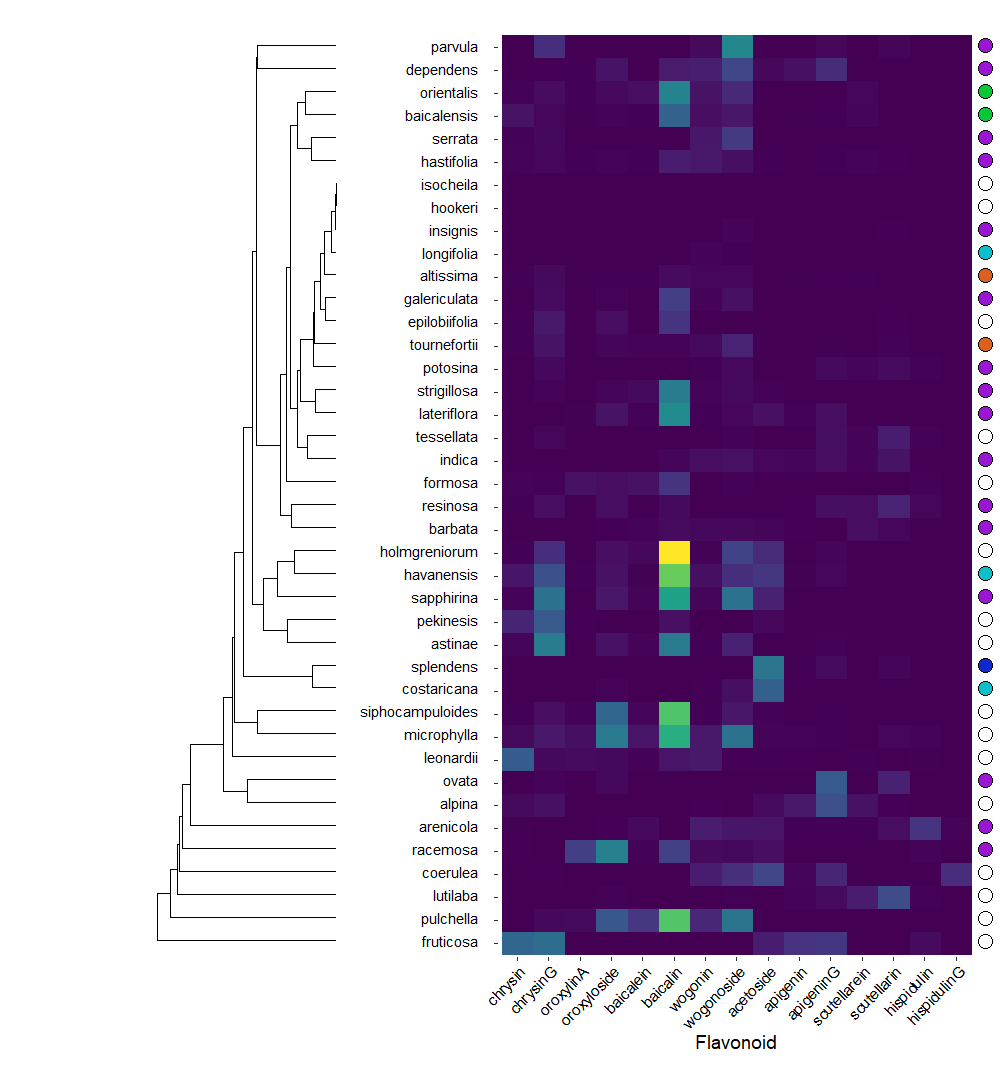 parvula
dependens
orientalis
baicalensis
serrata
hastifolia
isocheila
hookeri
insignis
longifolia
altissima
galericulata
epilobiifolia
tournefortii
potosina
strigillosa
lateriflora
tessellata
indica
formosa
resinosa
barbata
holmgreniorum
havanensis
sapphirina
pekinesis
astinae
splendens
costaricana
siphocampuloides
microphylla
leonardii
ovata
alpina
arenicola
racemosa
coerulea
lutilaba
pulchella
fruticosa
chrysin
chrysinG
oroxylinA
oroxyloside
baicalein
baicalin
wogonin
wogonoside
acetoside
apigenin
apigeninG
scutellarein
scutellarin
hispidulin
hispidulinG
Flavonoid